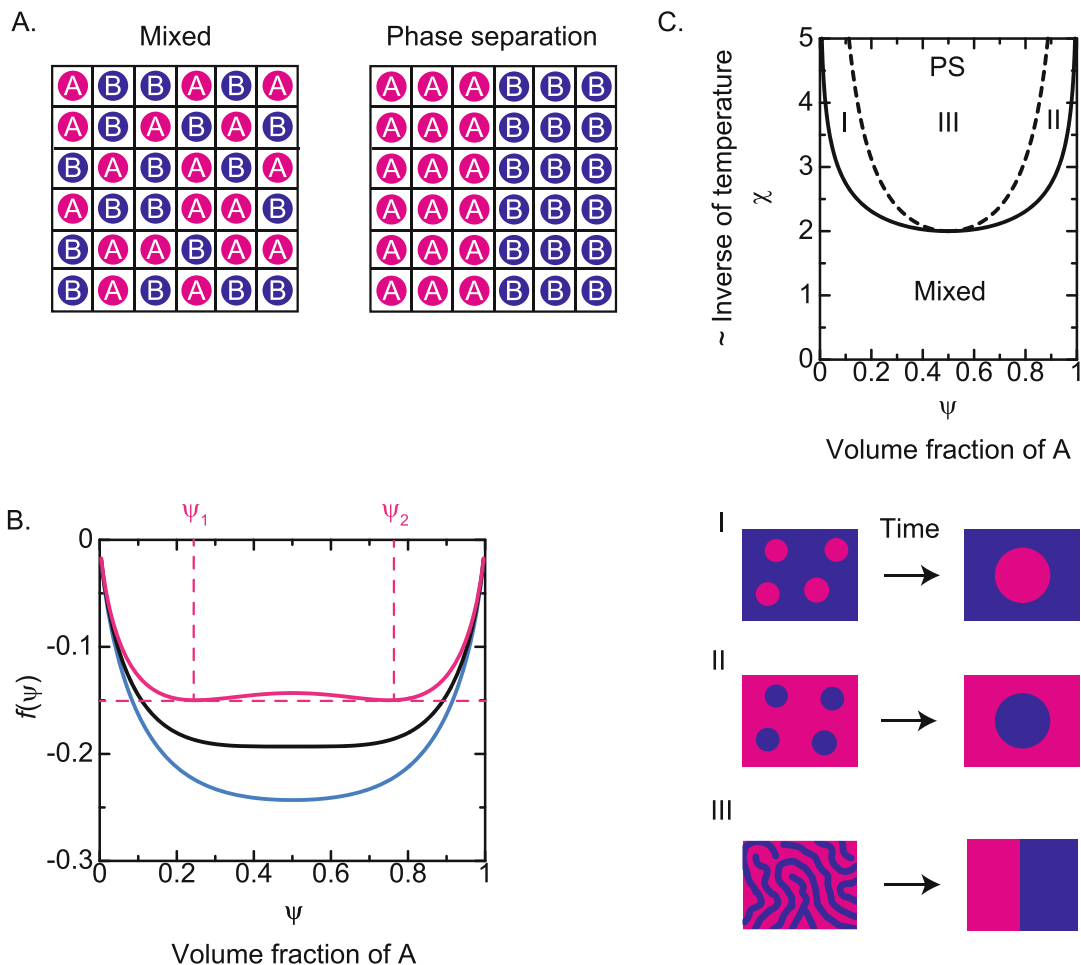 A.
Mixed
Phase separation
A B B A B A
A B A B A B
B A A A B A
A B B A A B
B A A B A A
B A B A B B
A A A B B B
A A A B B B
A A A B B B
A A A B B B
A A A B B B
A A A B B B
B.
ψ1
ψ2
0
-0.1
-0.2
-0.3
f(ψ)
0 0.2 0.4 0.6 0.8 1
ψ
Volume fraction of A
C.
5
4
3
2
1
0
~ Inverse of temperature
χ
PS
I III II
Mixed
0 0.2 0.4 0.6 0.8 1
ψ
Volume fraction of A
I
Time
II
III